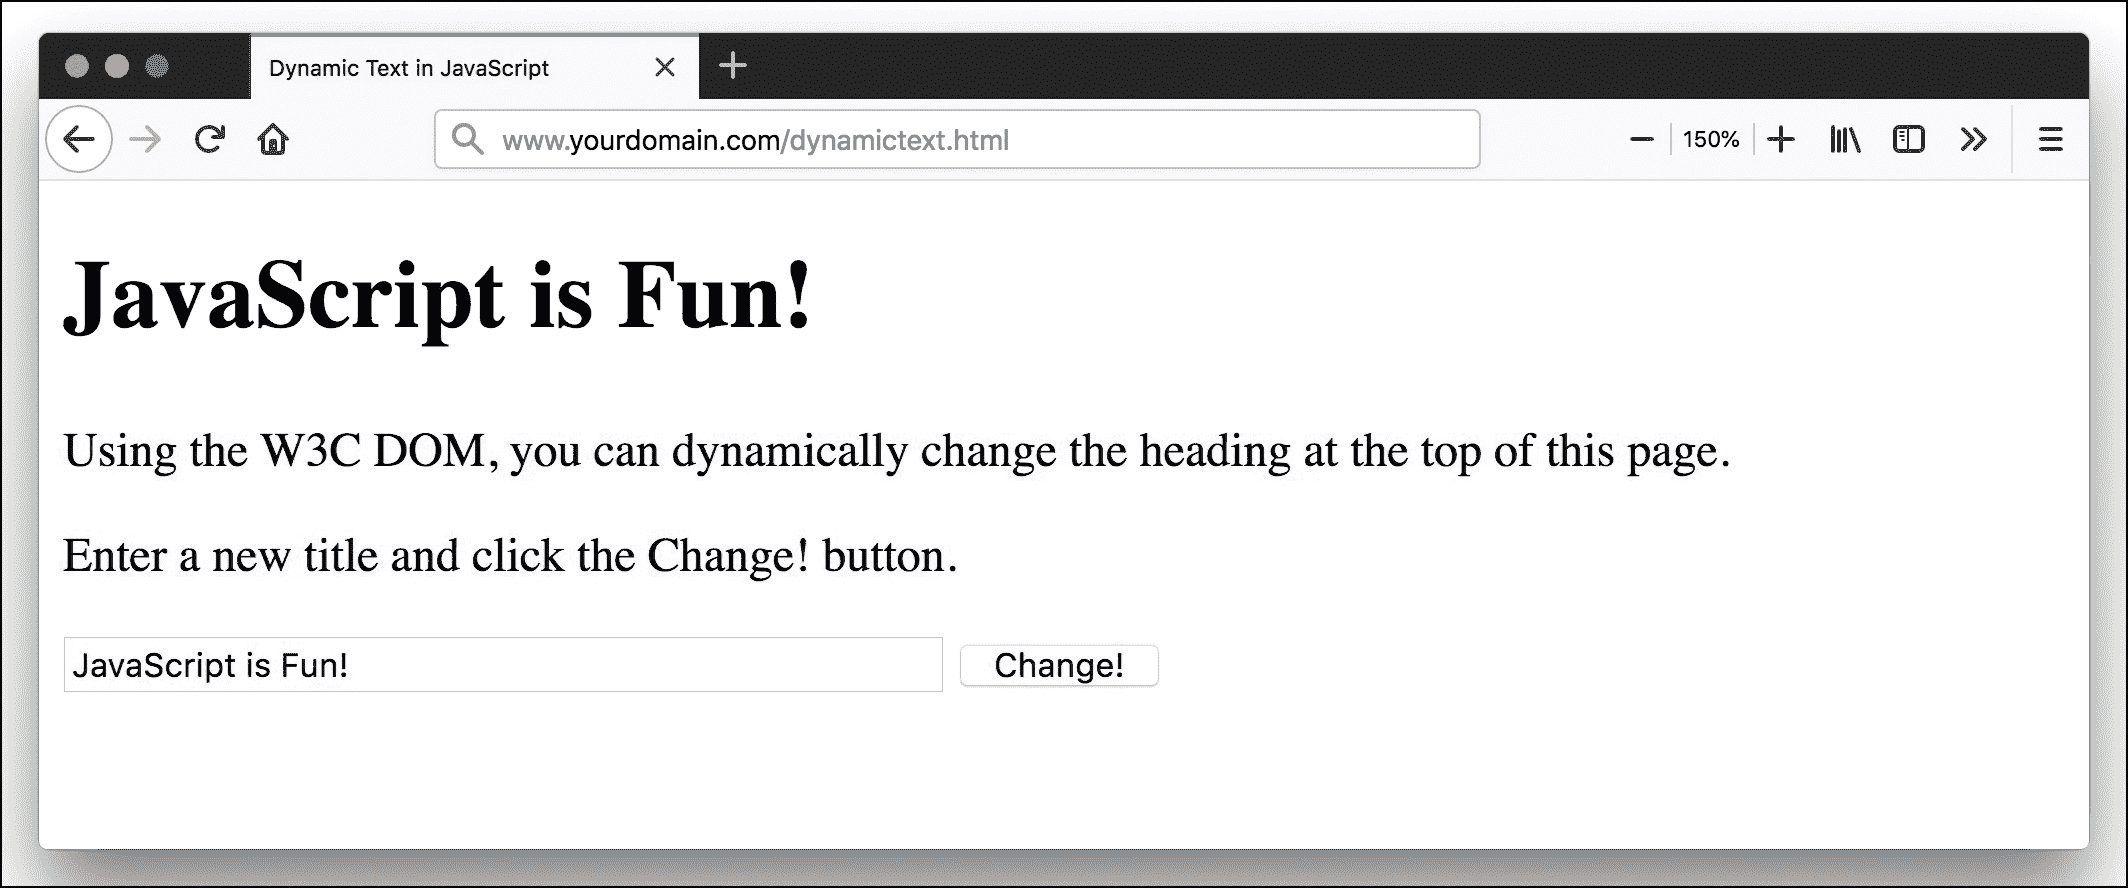 Dynamic Text in JavaScript
www.yourdomain.com/dynamictext.html
150%
JavaScript is Fun!
Using the W3C DOM, you can dynamically change the heading at the top of this page.
Enter a new title and click the Change! button.
JavaScript is Fun!
Change!